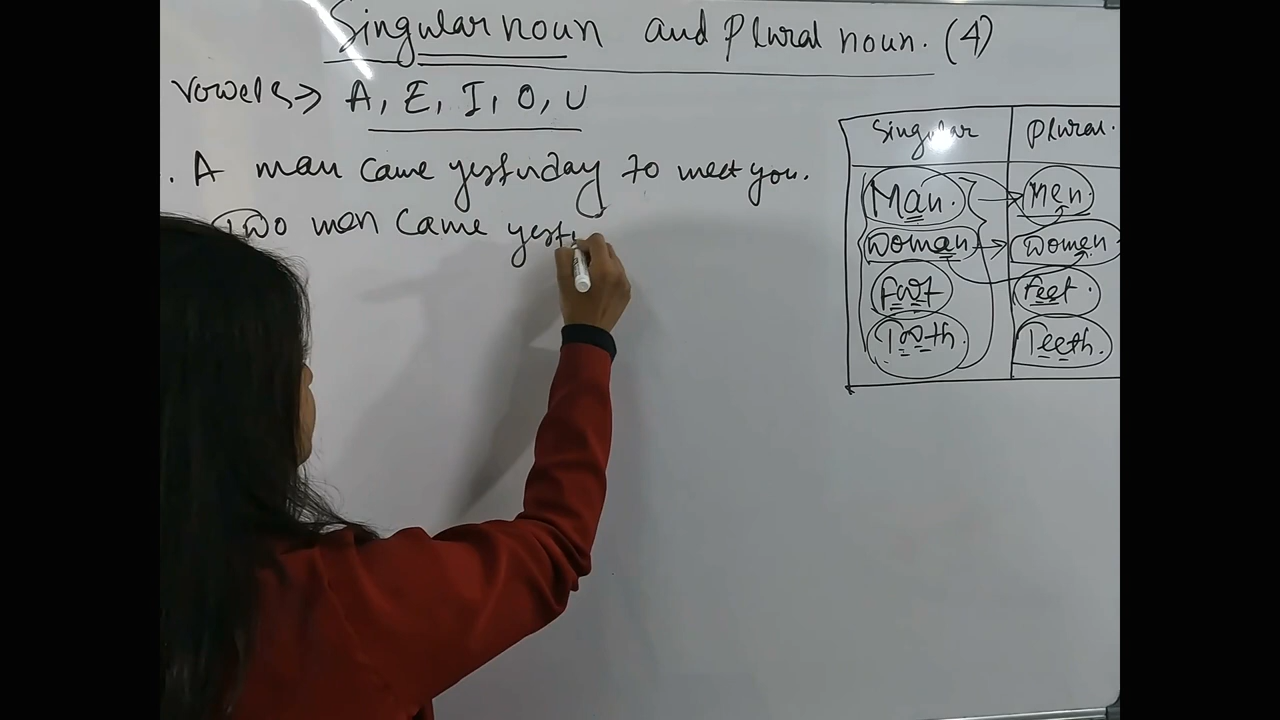 Singular noun and Plural noun. (4)
Vowels → A, E, I, O, U
. A man came yesterday to meet you.
Two men came yest
Singular Plural.
Man. Men.
Woman Women
Foot Feet.
Tooth. Teeth.